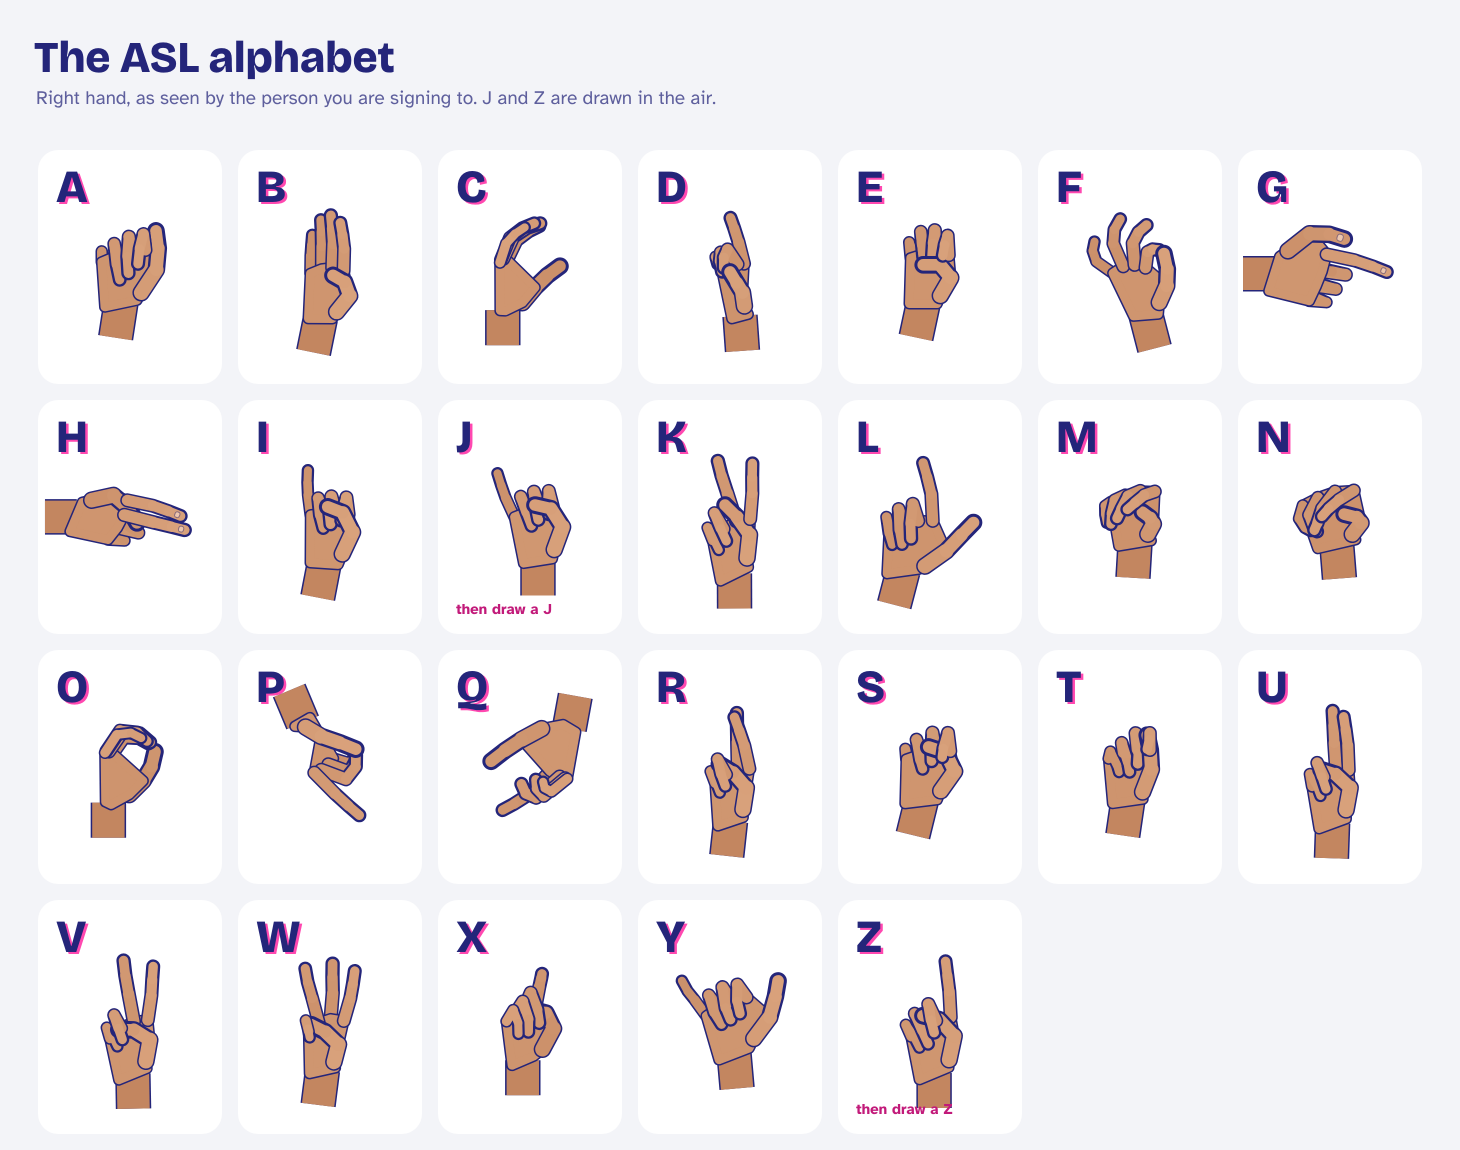 The ASL alphabet
Right hand, as seen by the person you are signing to. J and Z are drawn in the air.
A B C D E F G
H I J K L M N
then draw a J
O P Q R S T U
V W X Y Z
then draw a Z